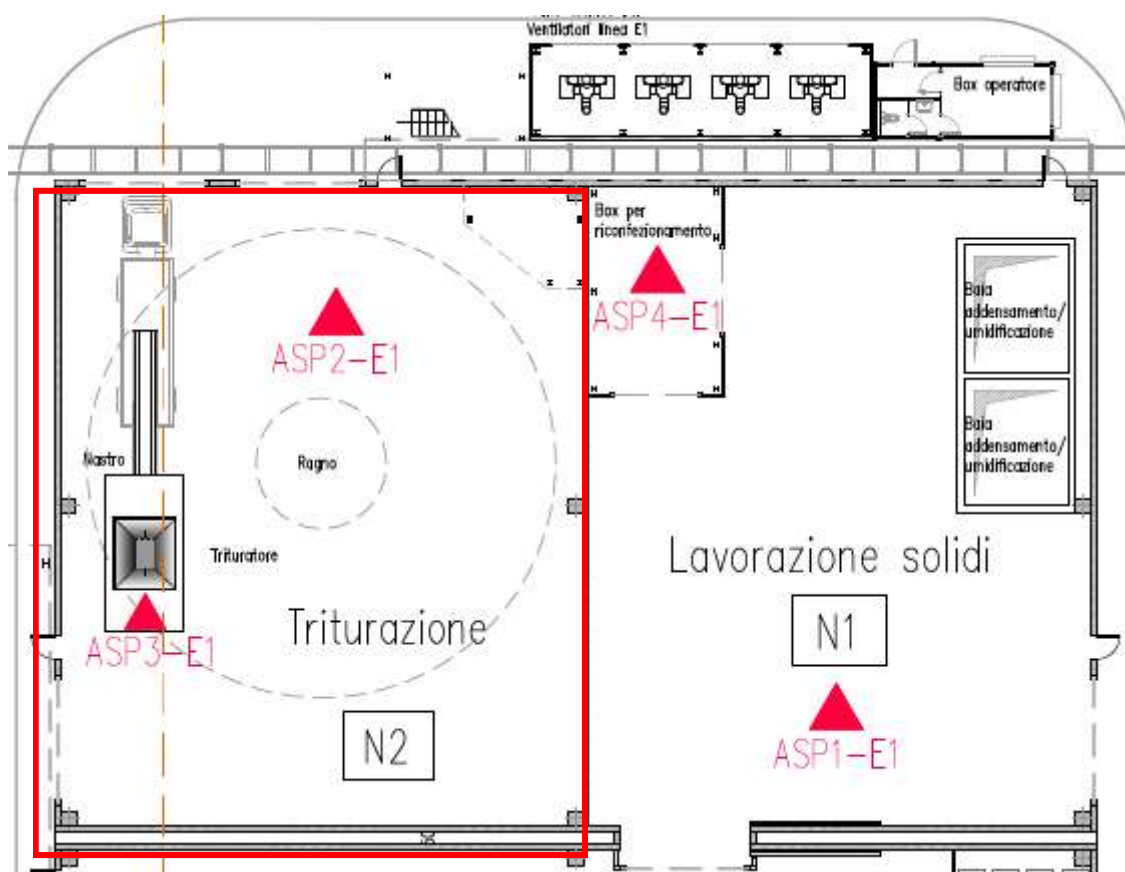 Ventilatori linea E1
Box operatore
Box per
riconfezionamento
ASP2-E1
ASP4-E1
Baia
addensamento/
umidificazione
Baia
addensamento/
umidificazione
Nastro
Ragno
Trituratore
Lavorazione solidi
Triturazione
N1
ASP3-E1
N2
ASP1-E1